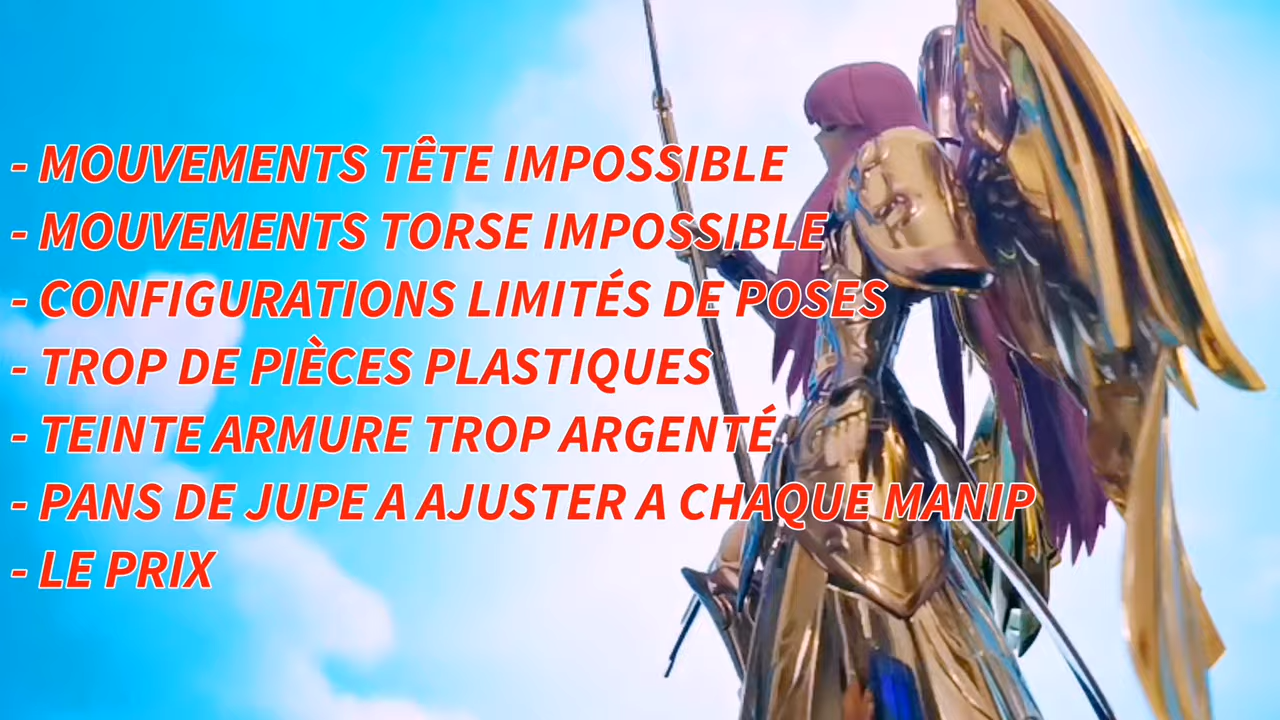 - MOUVEMENTS TÊTE IMPOSSIBLE
- MOUVEMENTS TORSE IMPOSSIBLE
- CONFIGURATIONS LIMITÉS DE POSES
- TROP DE PIÈCES PLASTIQUES
- TEINTE ARMURE TROP ARGENTÉ
- PANS DE JUPE A AJUSTER A CHAQUE MANIP
- LE PRIX